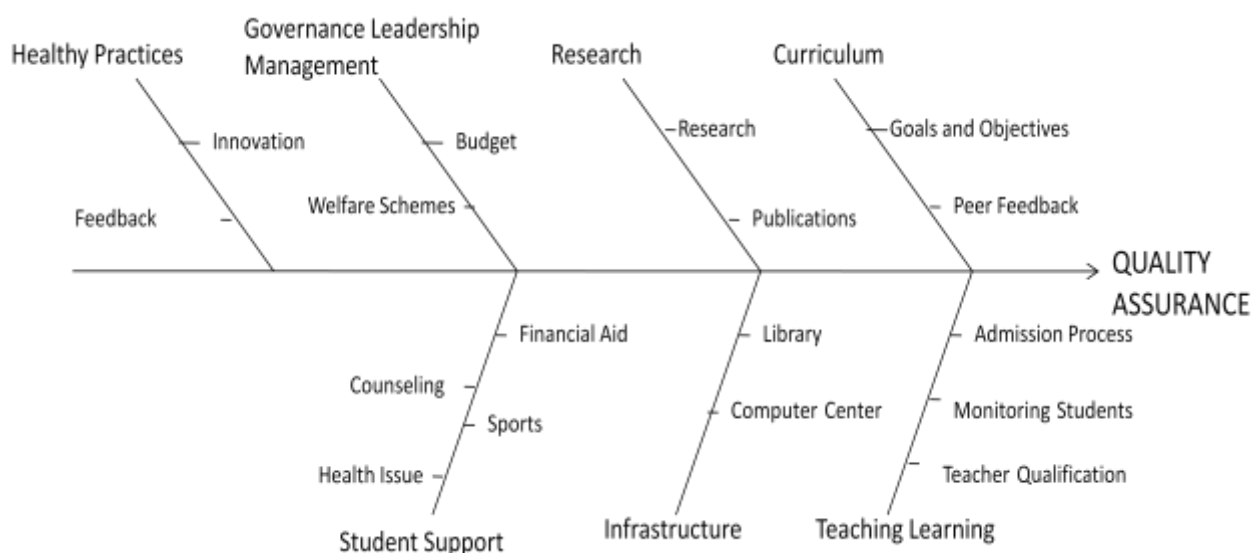 Governance Leadership
Management
Healthy Practices
Research
Curriculum
Innovation
Budget
Research
Goals and Objectives
Feedback
Welfare Schemes
Publications
Peer Feedback
QUALITY
ASSURANCE
Financial Aid
Library
Admission Process
Counseling
Sports
Computer Center
Monitoring Students
Health Issue
Teacher Qualification
Student Support
Infrastructure
Teaching Learning